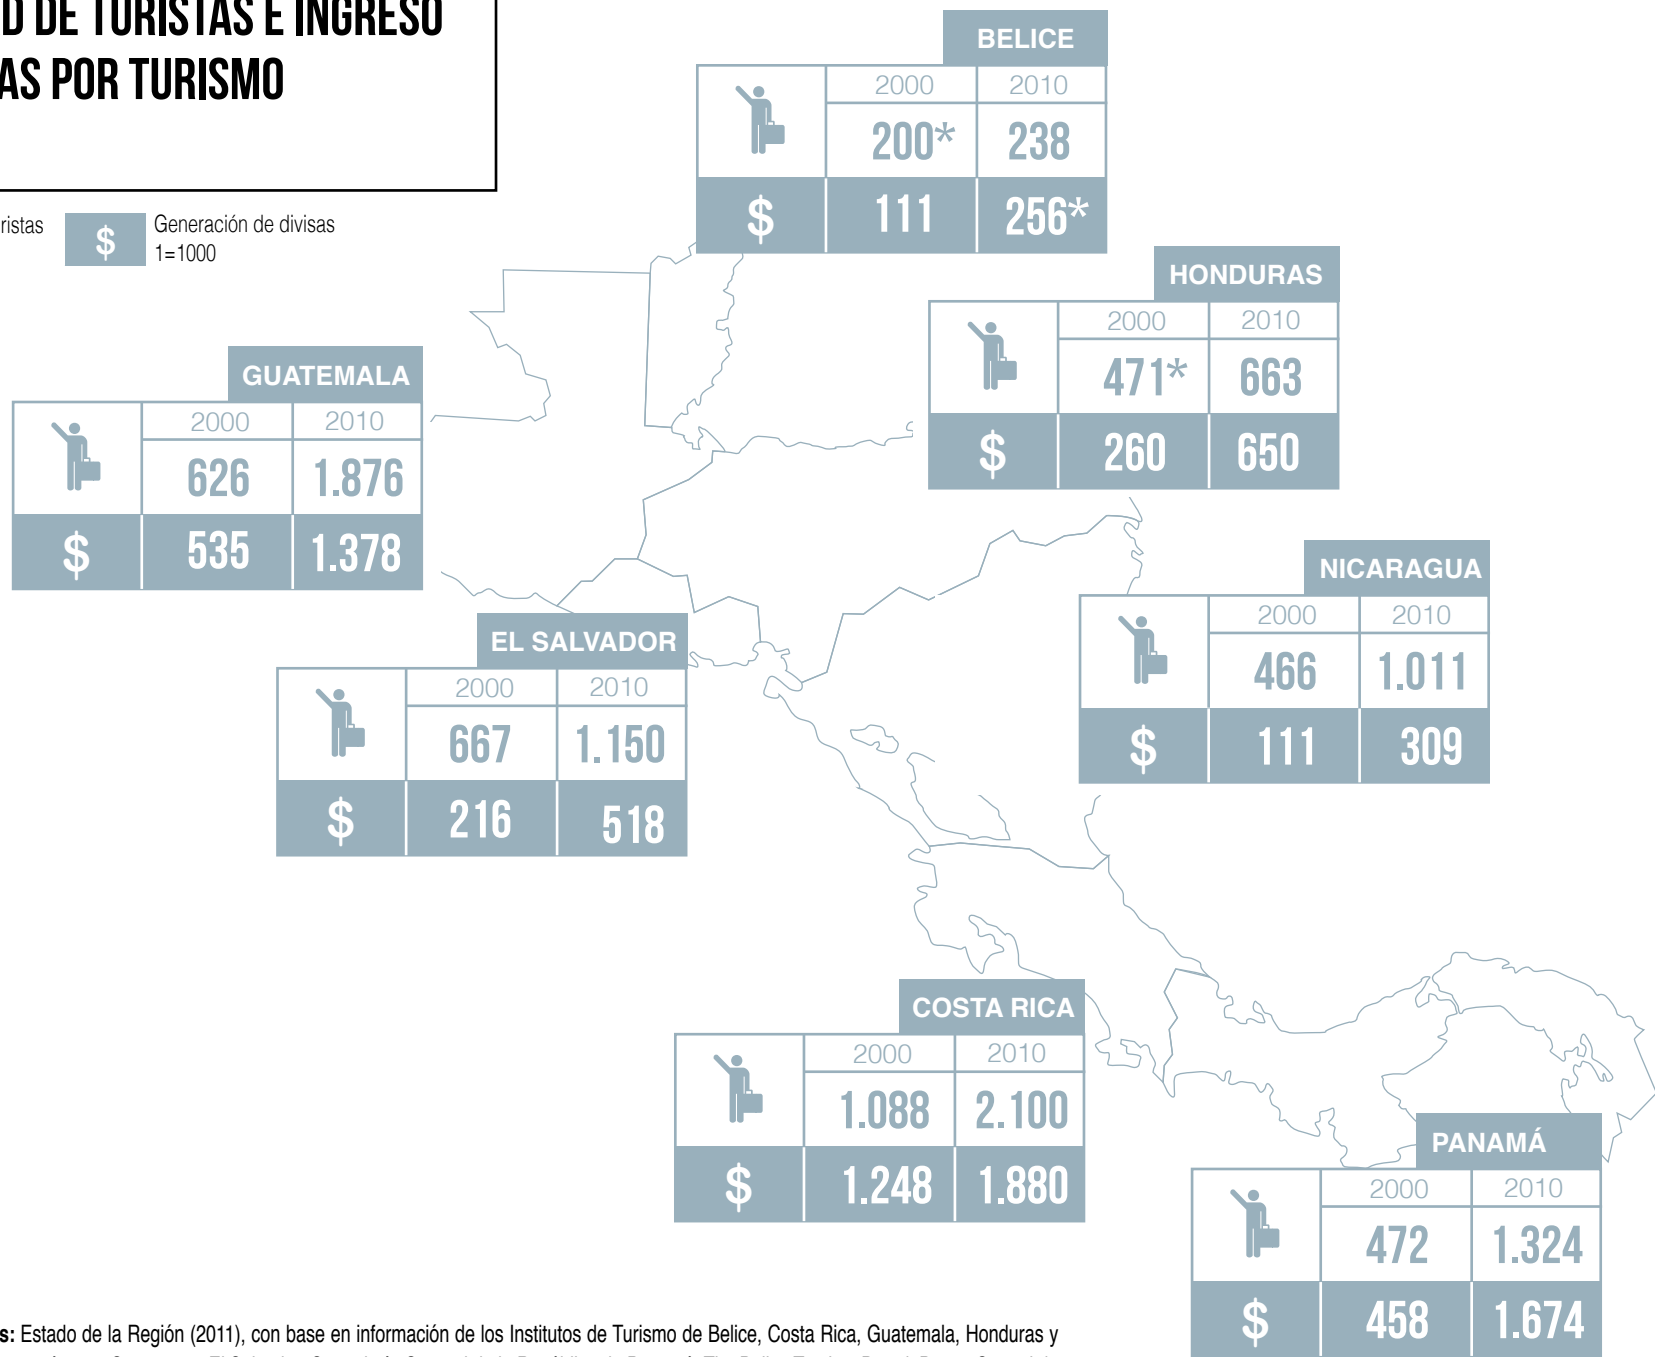 DE TURISTAS E INGRESO
POR TURISMO
$ Generación de divisas
1=1000
BELICE
2000 2010
200* 238
$ 111 256*
HONDURAS
2000 2010
471* 663
$ 260 650
GUATEMALA
2000 2010
626 1.876
$ 535 1.378
NICARAGUA
2000 2010
466 1.011
$ 111 309
EL SALVADOR
2000 2010
667 1.150
$ 216 518
COSTA RICA
2000 2010
1.088 2.100
$ 1.248 1.880
PANAMÁ
2000 2010
472 1.324
$ 458 1.674
Estado de la Región (2011), con base en información de los Institutos de Turismo de Belice, Costa Rica, Guatemala, Honduras y